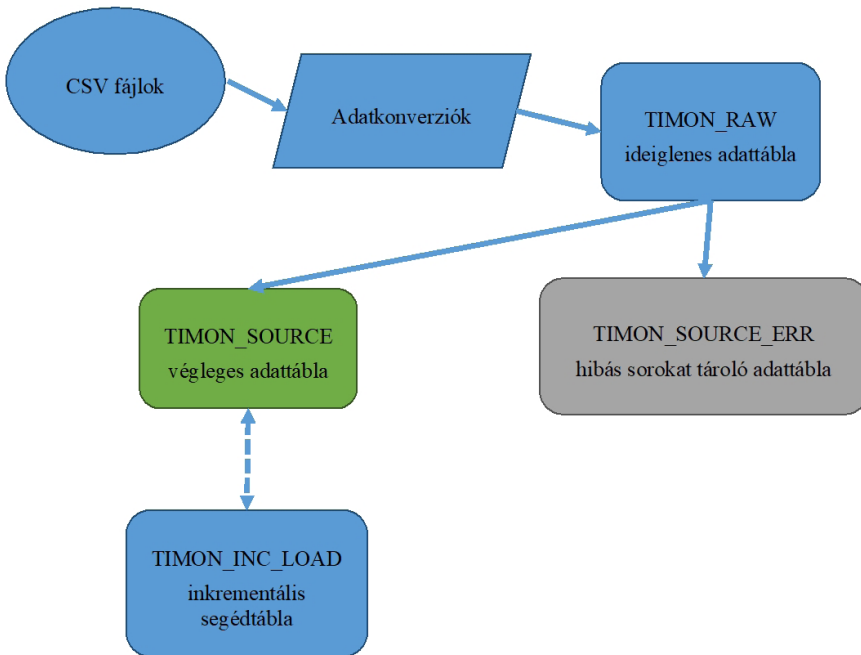 CSV fájlok
Adatkonverziók
TIMON_RAW
ideiglenes adattábla
TIMON_SOURCE
végleges adattábla
TIMON_SOURCE_ERR
hibás sorokat tároló adattábla
TIMON_INC_LOAD
inkrementális
segédtábla